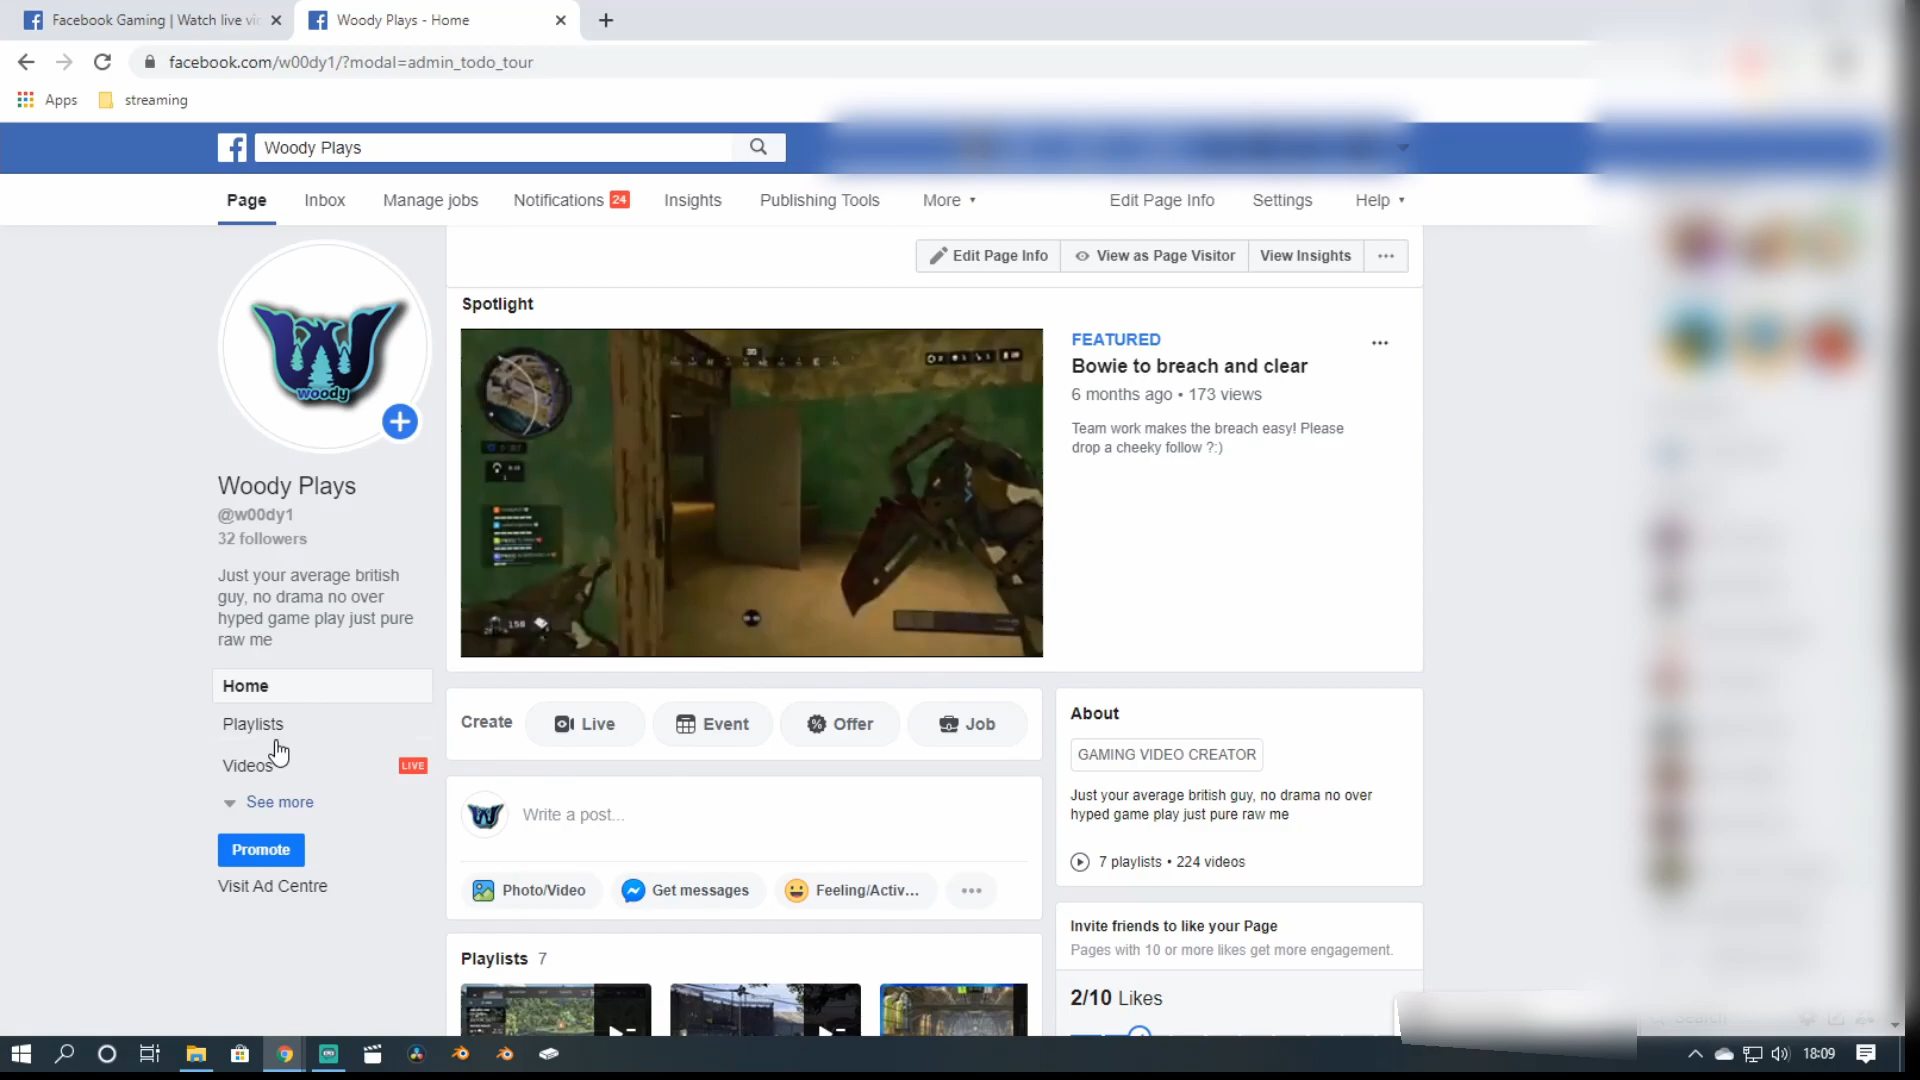 Facebook Gaming | Watch live vi
Woody Plays - Home
facebook.com/w00dy1/?modal=admin_todo_tour
Apps
streaming
Woody Plays
Page
Inbox
Manage jobs
Notifications 24
Insights
Publishing Tools
More
Edit Page Info
Settings
Help
Edit Page Info
View as Page Visitor
View Insights
Spotlight
woody
FEATURED
Bowie to breach and clear
6 months ago • 173 views
Team work makes the breach easy! Please
drop a cheeky follow ?:)
Woody Plays
@w00dy1
32 followers
Just your average british
guy, no drama no over
hyped game play just pure
raw me
Home
Playlists
Videos LIVE
See more
Promote
Visit Ad Centre
Create
Live
Event
Offer
Job
Write a post...
Photo/Video
Get messages
Feeling/Activ...
Playlists 7
About
GAMING VIDEO CREATOR
Just your average british guy, no drama no over
hyped game play just pure raw me
7 playlists • 224 videos
Invite friends to like your Page
Pages with 10 or more likes get more engagement.
2/10 Likes
Search
18:09